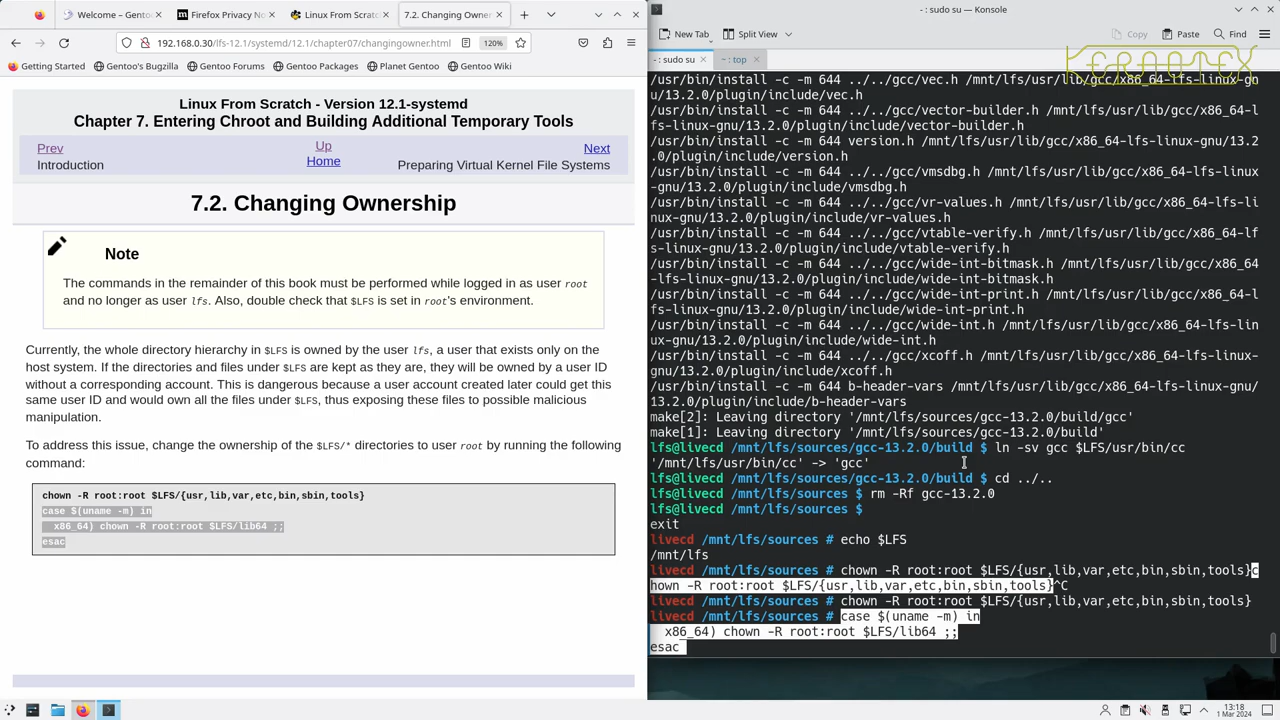 Welcome – Gentoo
Firefox Privacy No
Linux From Scratch
7.2. Changing Owner
- : sudo su — Konsole
192.168.0.30/lfs-12.1/systemd/12.1/chapter07/changingowner.html
120%
New Tab
Split View
Copy
Paste
Find
Getting Started
Gentoo's Bugzilla
Gentoo Forums
Gentoo Packages
Planet Gentoo
Gentoo Wiki
- : sudo su
~ : top
KEROOTEX
Linux From Scratch - Version 12.1-systemd
Chapter 7. Entering Chroot and Building Additional Temporary Tools
Prev
Up
Next
Introduction
Home
Preparing Virtual Kernel File Systems
7.2. Changing Ownership
Note
The commands in the remainder of this book must be performed while logged in as user root
and no longer as user lfs. Also, double check that $LFS is set in root's environment.
Currently, the whole directory hierarchy in $LFS is owned by the user lfs, a user that exists only on the
host system. If the directories and files under $LFS are kept as they are, they will be owned by a user ID
without a corresponding account. This is dangerous because a user account created later could get this
same user ID and would own all the files under $LFS, thus exposing these files to possible malicious
manipulation.
To address this issue, change the ownership of the $LFS/* directories to user root by running the following
command:
chown -R root:root $LFS/{usr,lib,var,etc,bin,sbin,tools}
case $(uname -m) in
x86_64) chown -R root:root $LFS/lib64 ;;
esac
/usr/bin/install -c -m 644 ../../gcc/vec.h /mnt/lfs/usr/lib/gcc/x86_64-lfs-linux-gn
u/13.2.0/plugin/include/vec.h
/usr/bin/install -c -m 644 ../../gcc/vector-builder.h /mnt/lfs/usr/lib/gcc/x86_64-l
fs-linux-gnu/13.2.0/plugin/include/vector-builder.h
/usr/bin/install -c -m 644 version.h /mnt/lfs/usr/lib/gcc/x86_64-lfs-linux-gnu/13.2
.0/plugin/include/version.h
/usr/bin/install -c -m 644 ../../gcc/vmsdbg.h /mnt/lfs/usr/lib/gcc/x86_64-lfs-linux
-gnu/13.2.0/plugin/include/vmsdbg.h
/usr/bin/install -c -m 644 ../../gcc/vr-values.h /mnt/lfs/usr/lib/gcc/x86_64-lfs-li
nux-gnu/13.2.0/plugin/include/vr-values.h
/usr/bin/install -c -m 644 ../../gcc/vtable-verify.h /mnt/lfs/usr/lib/gcc/x86_64-lf
s-linux-gnu/13.2.0/plugin/include/vtable-verify.h
/usr/bin/install -c -m 644 ../../gcc/wide-int-bitmask.h /mnt/lfs/usr/lib/gcc/x86_64
-lfs-linux-gnu/13.2.0/plugin/include/wide-int-bitmask.h
/usr/bin/install -c -m 644 ../../gcc/wide-int-print.h /mnt/lfs/usr/lib/gcc/x86_64-l
fs-linux-gnu/13.2.0/plugin/include/wide-int-print.h
/usr/bin/install -c -m 644 ../../gcc/wide-int.h /mnt/lfs/usr/lib/gcc/x86_64-lfs-lin
ux-gnu/13.2.0/plugin/include/wide-int.h
/usr/bin/install -c -m 644 ../../gcc/xcoff.h /mnt/lfs/usr/lib/gcc/x86_64-lfs-linux-
gnu/13.2.0/plugin/include/xcoff.h
/usr/bin/install -c -m 644 b-header-vars /mnt/lfs/usr/lib/gcc/x86_64-lfs-linux-gnu/
13.2.0/plugin/include/b-header-vars
make[2]: Leaving directory '/mnt/lfs/sources/gcc-13.2.0/build/gcc'
make[1]: Leaving directory '/mnt/lfs/sources/gcc-13.2.0/build'
lfs@livecd /mnt/lfs/sources/gcc-13.2.0/build $ ln -sv gcc $LFS/usr/bin/cc
'/mnt/lfs/usr/bin/cc' -> 'gcc'
lfs@livecd /mnt/lfs/sources/gcc-13.2.0/build $ cd ../..
lfs@livecd /mnt/lfs/sources $ rm -Rf gcc-13.2.0
lfs@livecd /mnt/lfs/sources $
exit
livecd /mnt/lfs/sources # echo $LFS
/mnt/lfs
livecd /mnt/lfs/sources # chown -R root:root $LFS/{usr,lib,var,etc,bin,sbin,tools}c
hown -R root:root $LFS/{usr,lib,var,etc,bin,sbin,tools}^C
livecd /mnt/lfs/sources # chown -R root:root $LFS/{usr,lib,var,etc,bin,sbin,tools}
livecd /mnt/lfs/sources # case $(uname -m) in
x86_64) chown -R root:root $LFS/lib64 ;;
esac
13:18
1 Mar 2024